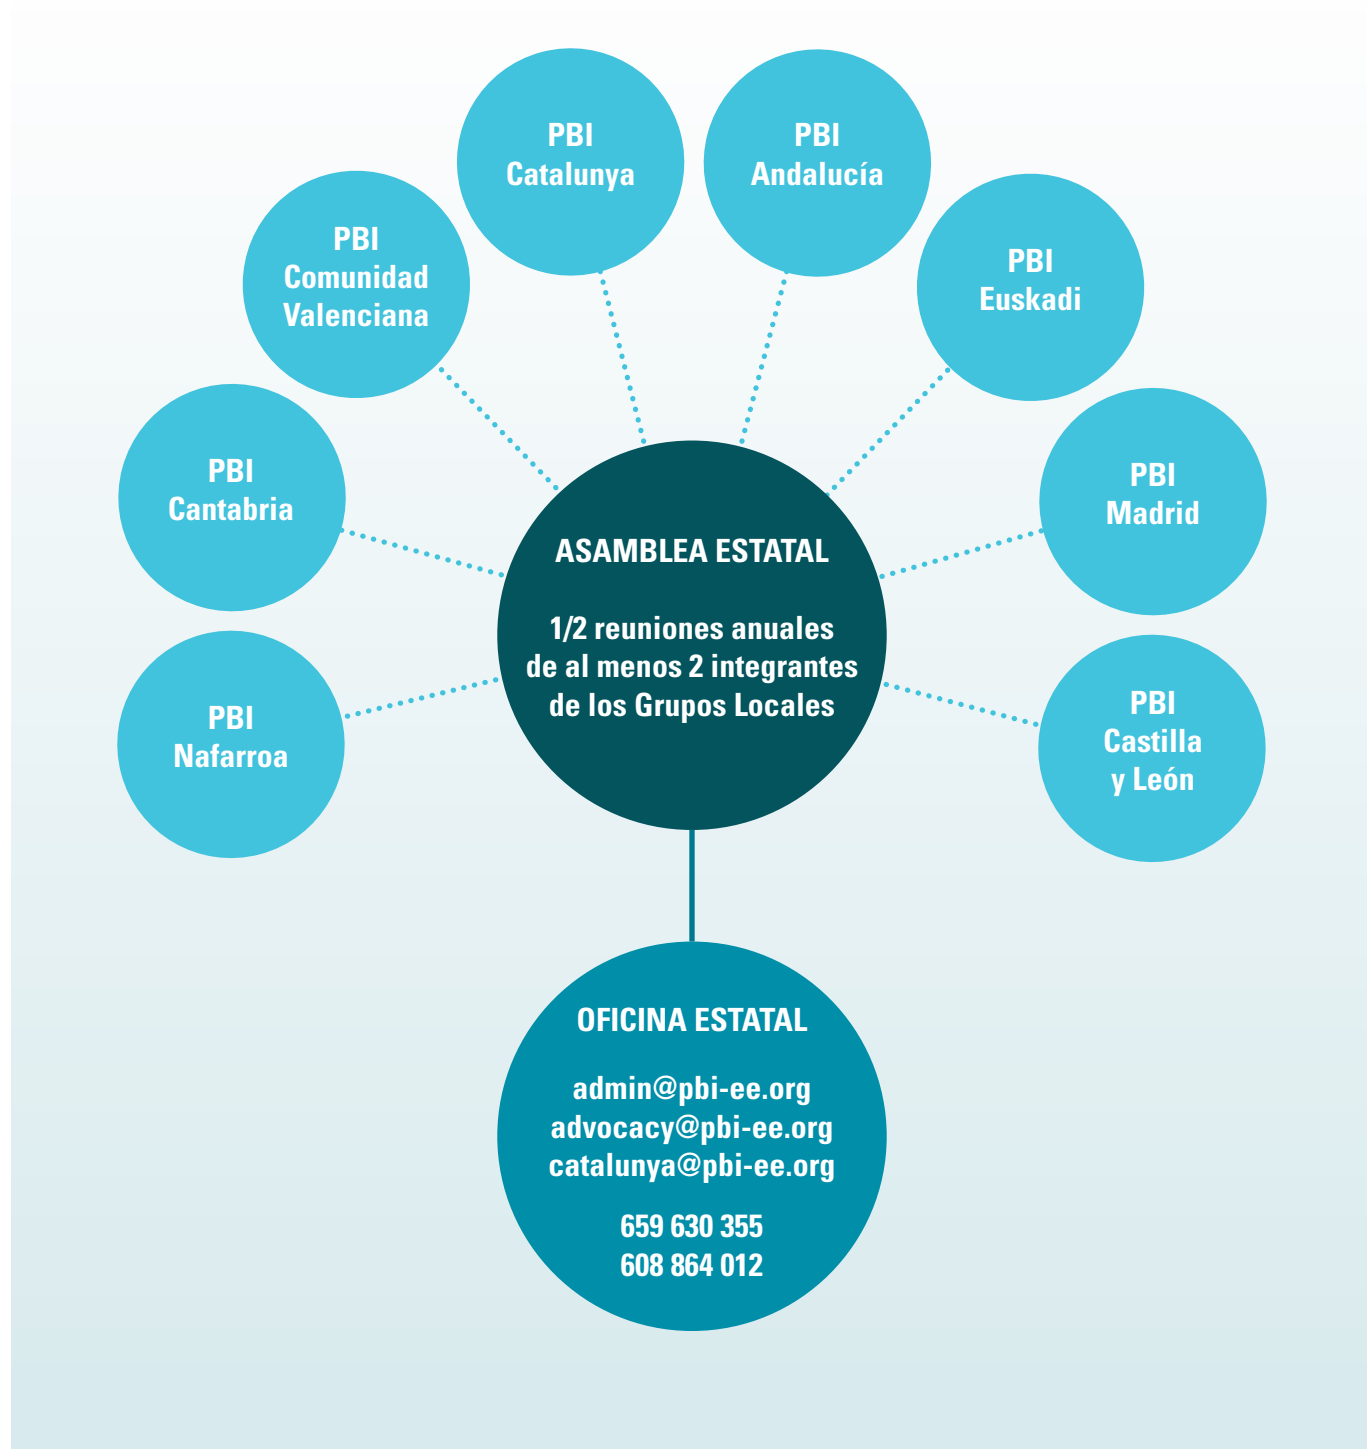 PBI
Catalunya
PBI
Andalucía
PBI
Comunidad
Valenciana
PBI
Euskadi
PBI
Cantabria
PBI
Madrid
ASAMBLEA ESTATAL
1/2 reuniones anuales
de al menos 2 integrantes
de los Grupos Locales
PBI
Nafarroa
PBI
Castilla
y León
OFICINA ESTATAL
admin@pbi-ee.org
advocacy@pbi-ee.org
catalunya@pbi-ee.org
659 630 355
608 864 012